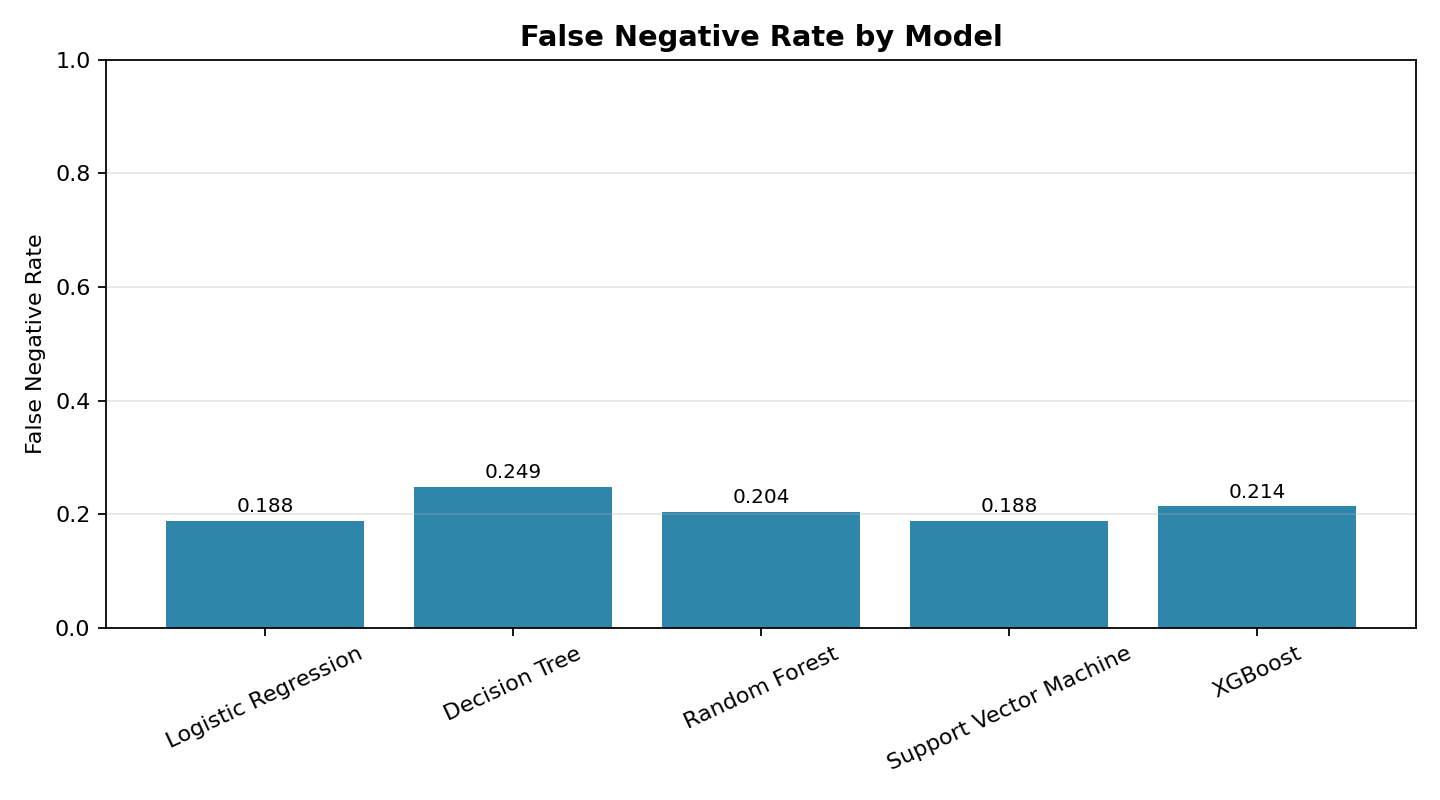 False Negative Rate by Model
False Negative Rate
1.0
0.8
0.6
0.4
0.2
0.0
0.188
0.249
0.204
0.188
0.214
Logistic Regression
Decision Tree
Random Forest
Support Vector Machine
XGBoost